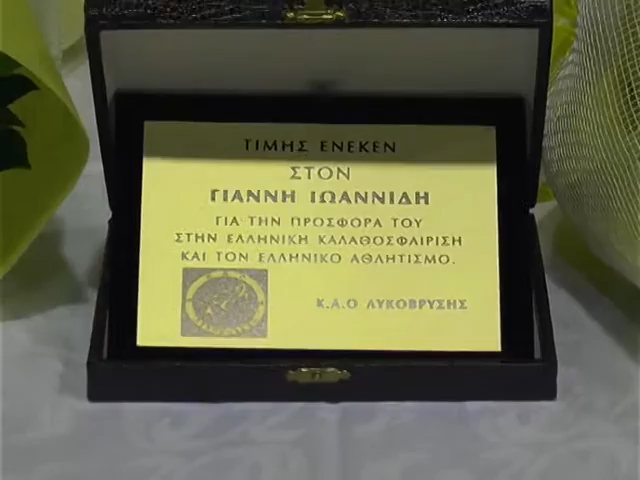 ΤΙΜΗΣ ΕΝΕΚΕΝ
ΣΤΟΝ
ΓΙΑΝΝΗ ΙΩΑΝΝΙΔΗ
ΓΙΑ ΤΗΝ ΠΡΟΣΦΟΡΑ ΤΟΥ
ΣΤΗΝ ΕΛΛΗΝΙΚΗ ΚΑΛΑΘΟΣΦΑΙΡΙΣΗ
ΚΑΙ ΤΟΝ ΕΛΛΗΝΙΚΟ ΑΘΛΗΤΙΣΜΟ.
Κ.Α.Ο ΛΥΚΟΒΡΥΣΗΣ